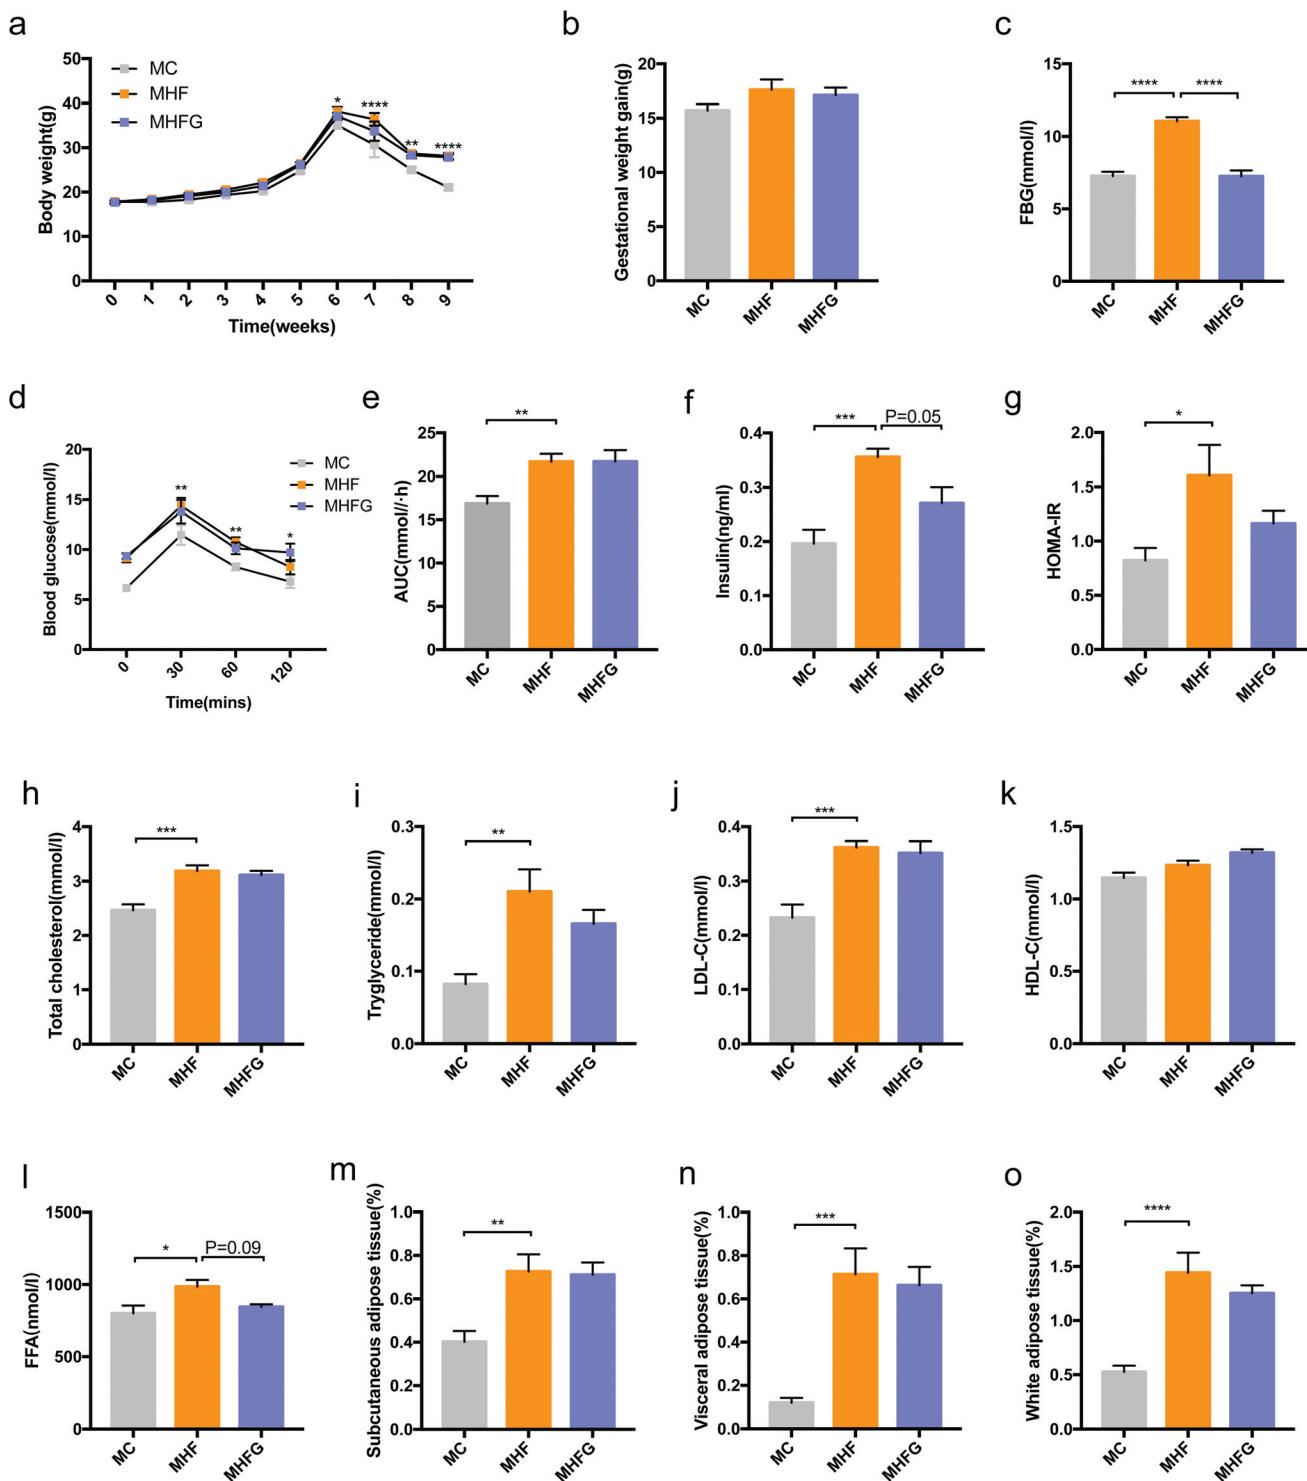 a
Body weight(g)
50
40
30
20
10
0
MC
MHF
MHFG
*
****
**
****
0 1 2 3 4 5 6 7 8 9
Time(weeks)
b
Gestational weight gain(g)
20
15
10
5
0
MC MHF MHFG
c
FBG(mmol/l)
15
10
5
0
**** ****
MC MHF MHFG
d
Blood glucose(mmol/l)
20
15
10
5
0
MC
MHF
MHFG
**
**
*
0 30 60 120
Time(mins)
e
AUC(mmol//·h)
25
20
15
10
5
0
**
MC MHF MHFG
f
Insulin(ng/ml)
0.4
0.3
0.2
0.1
0.0
*** P=0.05
MC MHF MHFG
g
HOMA-IR
2.0
1.5
1.0
0.5
0.0
*
MC MHF MHFG
h
Total cholesterol(mmol/l)
4
3
2
1
0
***
MC MHF MHFG
i
Tryglyceride(mmol/l)
0.3
0.2
0.1
0.0
**
MC MHF MHFG
j
LDL-C(mmol/l)
0.4
0.3
0.2
0.1
0.0
***
MC MHF MHFG
k
HDL-C(mmol/l)
1.5
1.0
0.5
0.0
MC MHF MHFG
l
FFA(nmol/l)
1500
1000
500
0
* P=0.09
MC MHF MHFG
m
Subcutaneous adipose tissue(%)
1.0
0.8
0.6
0.4
0.2
0.0
**
MC MHF MHFG
n
Visceral adipose tissue(%)
1.0
0.8
0.6
0.4
0.2
0.0
***
MC MHF MHFG
o
White adipose tissue(%)
2.0
1.5
1.0
0.5
0.0
****
MC MHF MHFG